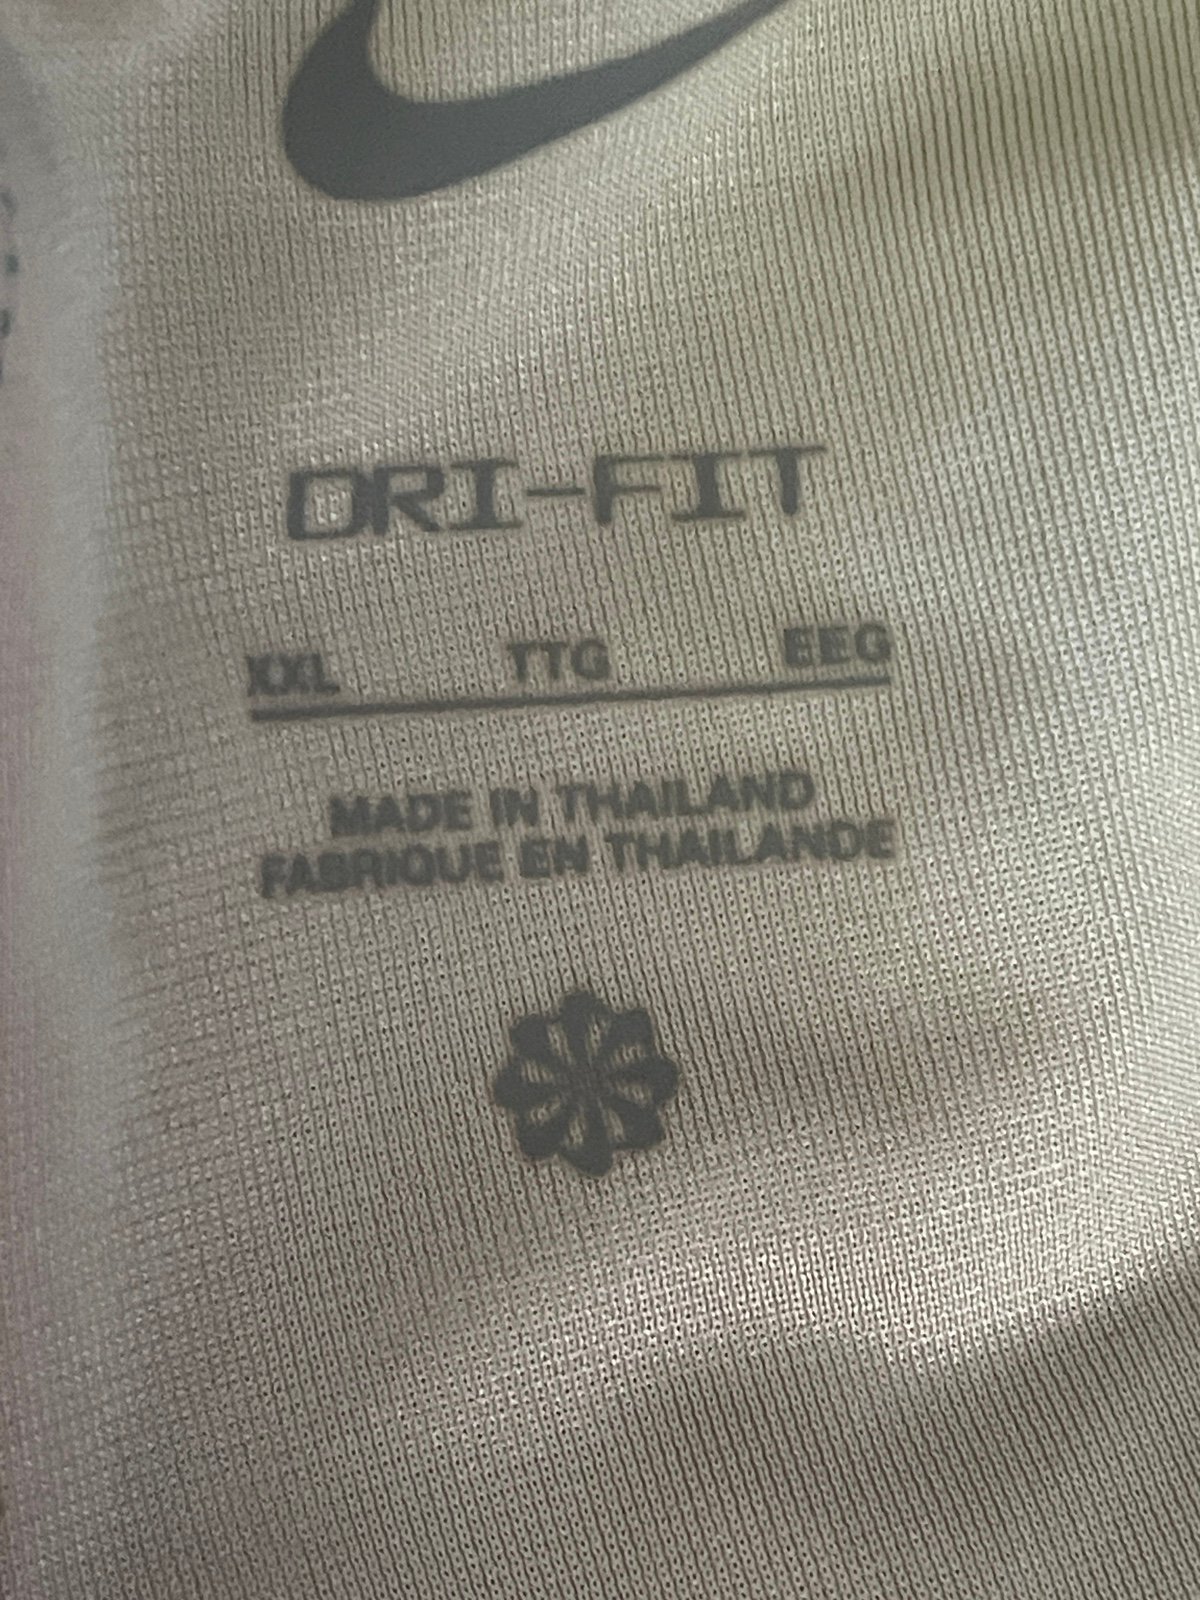 DRI-FIT
XXL TTG EEG
MADE IN THAILAND
FABRIQUE EN THAILANDE